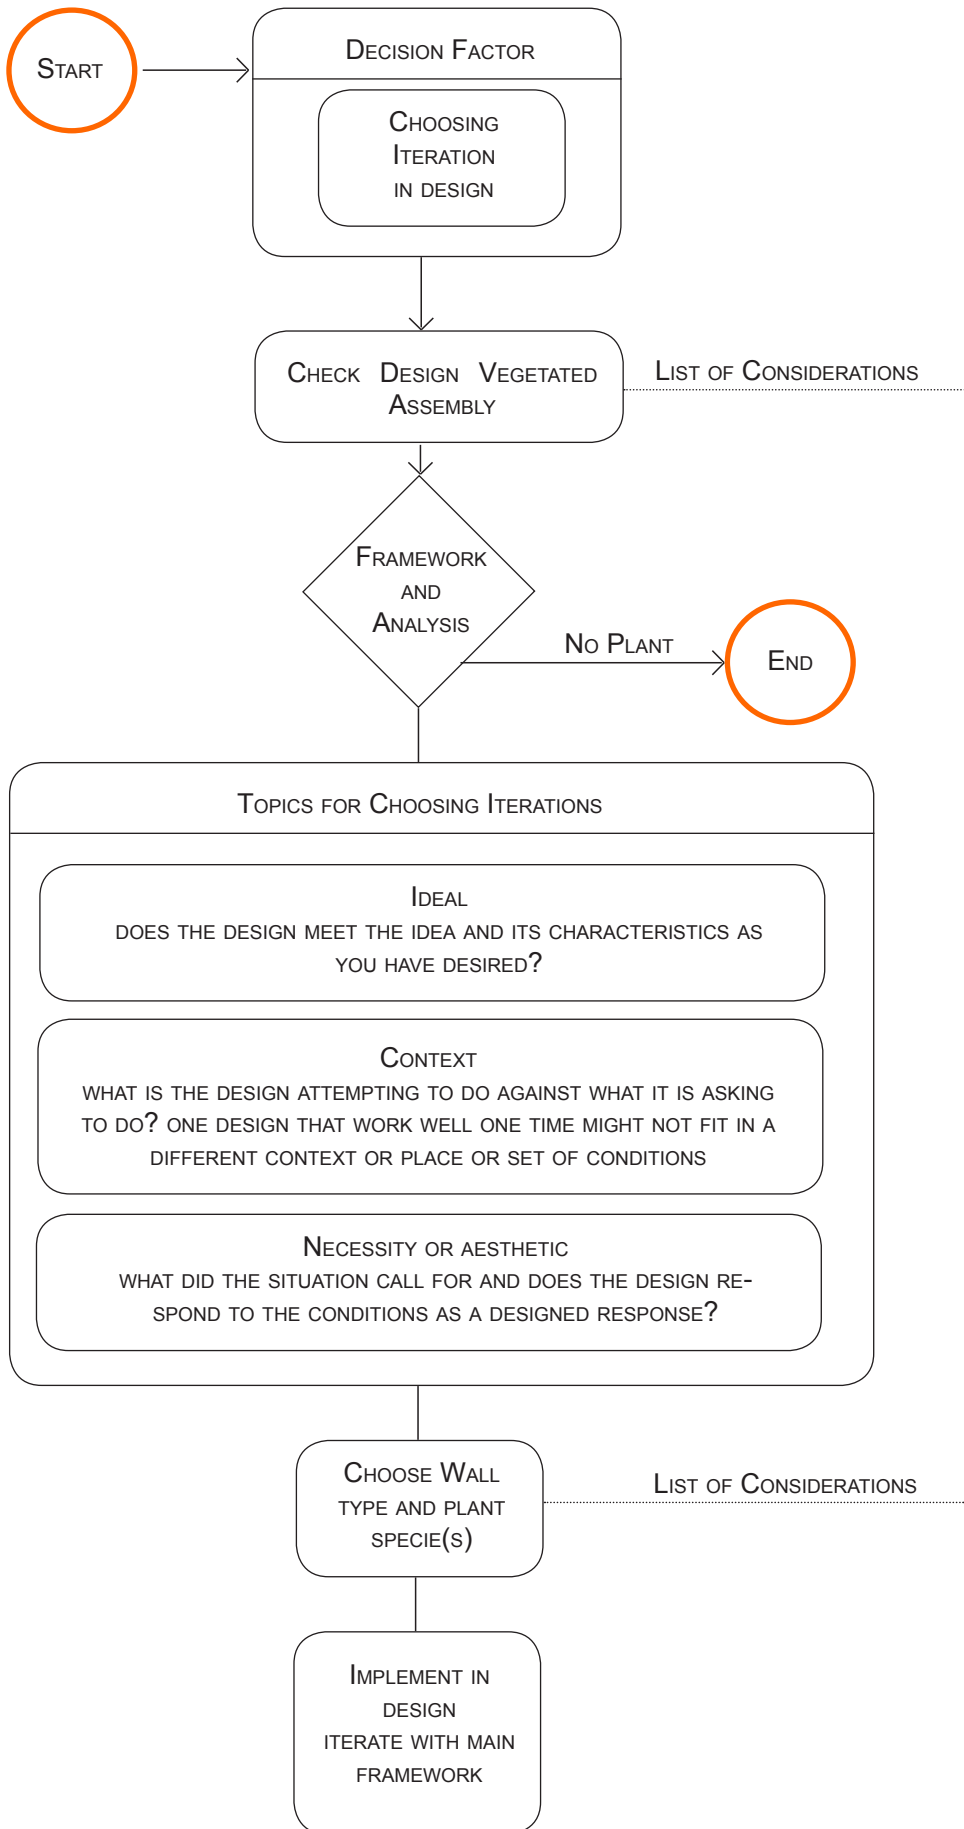 Start
Decision Factor
Choosing
Iteration
in design
Check Design Vegetated
Assembly
List of Considerations
Framework
and
Analysis
No Plant
End
Topics for Choosing Iterations
Ideal
does the design meet the idea and its characteristics as
you have desired?
Context
what is the design attempting to do against what it is asking
to do? one design that work well one time might not fit in a
different context or place or set of conditions
Necessity or aesthetic
what did the situation call for and does the design re-
spond to the conditions as a designed response?
Choose Wall
type and plant
specie(s)
List of Considerations
Implement in
design
iterate with main
framework